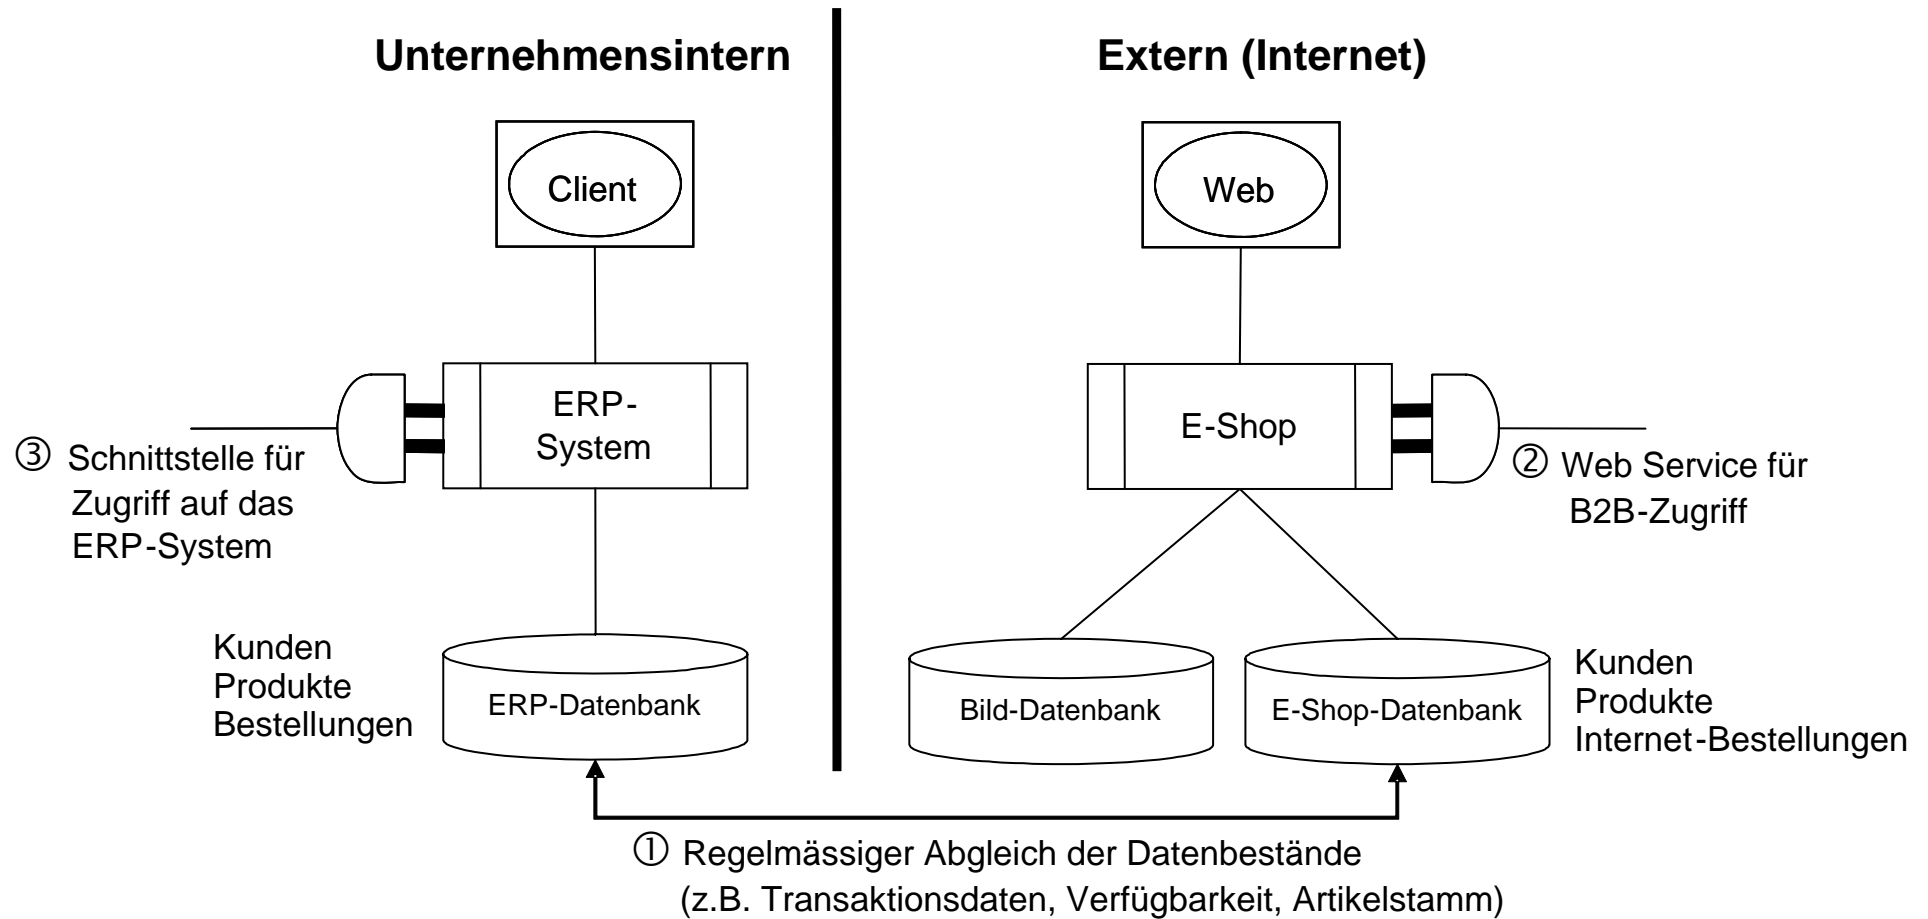 Unternehmensintern
Extern (Internet)
Client
Web
ERP-
System
E-Shop
③ Schnittstelle für
Zugriff auf das
ERP-System
② Web Service für
B2B-Zugriff
Kunden
Produkte
Bestellungen
ERP-Datenbank
Bild-Datenbank
E-Shop-Datenbank
Kunden
Produkte
Internet-Bestellungen
① Regelmässiger Abgleich der Datenbestände
(z.B. Transaktionsdaten, Verfügbarkeit, Artikelstamm)